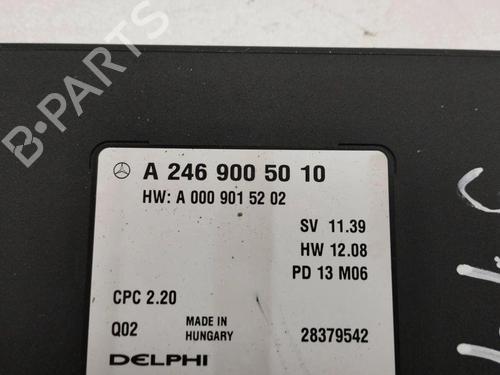 A 246 900 50 10
HW: A 000 901 52 02
SV 11.39
HW 12.08
PD 13 M06
CPC 2.20
Q02 MADE IN HUNGARY 28379542
DELPHI
B-PARTS